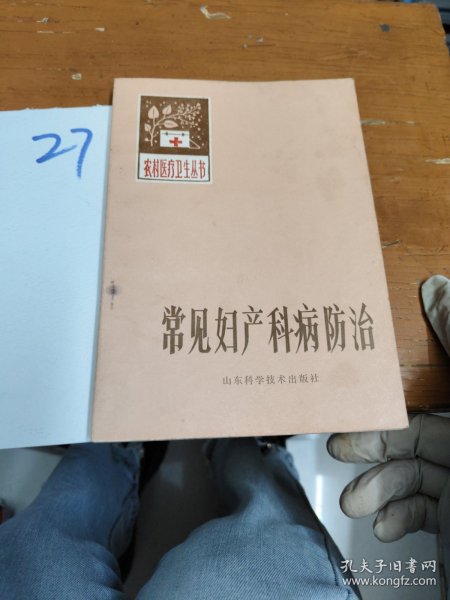 27
农村医疗卫生丛书
常见妇产科病防治
山东科学技术出版社
孔夫子旧书网
www.kongfz.com